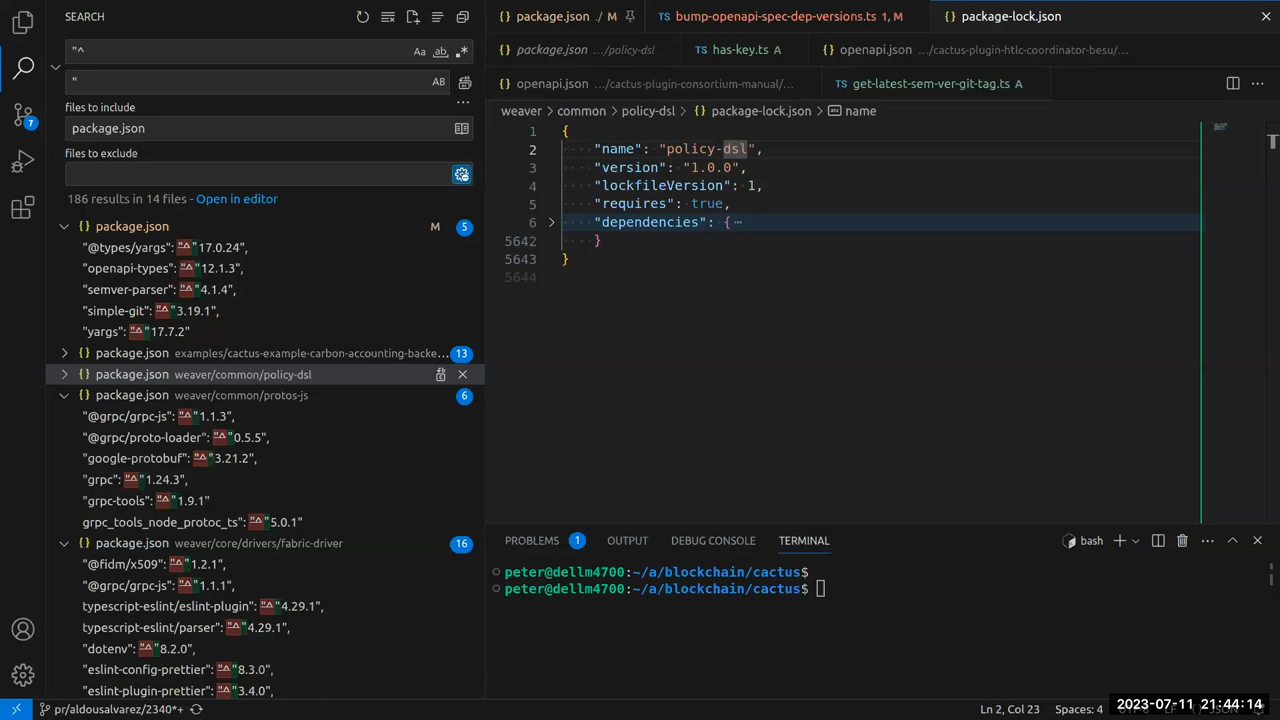 SEARCH
"^
Aa ab .*
"
AB
files to include
package.json
files to exclude
186 results in 14 files - Open in editor
package.json M 5
"@types/yargs": "^"17.0.24",
"openapi-types": "^"12.1.3",
"semver-parser": "^"4.1.4",
"simple-git": "^"3.19.1",
"yargs": "^"17.7.2"
package.json examples/cactus-example-carbon-accounting-backe... 13
package.json weaver/common/policy-dsl
package.json weaver/common/protos-js 6
"@grpc/grpc-js": "^"1.1.3",
"@grpc/proto-loader": "^"0.5.5",
"google-protobuf": "^"3.21.2",
"grpc": "^"1.24.3",
"grpc-tools": "^"1.9.1"
grpc_tools_node_protoc_ts": "^"5.0.1"
package.json weaver/core/drivers/fabric-driver 16
"@fidm/x509": "^"1.2.1",
"@grpc/grpc-js": "^"1.1.1",
typescript-eslint/eslint-plugin": "^"4.29.1",
typescript-eslint/parser": "^"4.29.1",
"dotenv": "^"8.2.0",
"eslint-config-prettier": "^"8.3.0",
"eslint-plugin-prettier": "^"3.4.0",
package.json ./ M
TS bump-openapi-spec-dep-versions.ts 1, M
{} package-lock.json
package.json .../policy-dsl
TS has-key.ts A
{} openapi.json .../cactus-plugin-htlc-coordinator-besu/...
{} openapi.json .../cactus-plugin-consortium-manual/...
TS get-latest-sem-ver-git-tag.ts A
weaver > common > policy-dsl > {} package-lock.json > abc name
1 {
2 "name": "policy-dsl",
3 "version": "1.0.0",
4 "lockfileVersion": 1,
5 "requires": true,
6 "dependencies": { ⋯
5642 }
5643 }
5644
PROBLEMS 1 OUTPUT DEBUG CONSOLE TERMINAL
bash
peter@dellm4700:~/a/blockchain/cactus$
peter@dellm4700:~/a/blockchain/cactus$
7
pr/aldousalvarez/2340*+
Ln 2, Col 23 Spaces: 4
2023-07-11 21:44:14